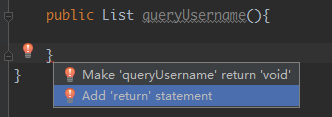 public List queryUsername(){
}
}
Make 'queryUsername' return 'void'
Add 'return' statement